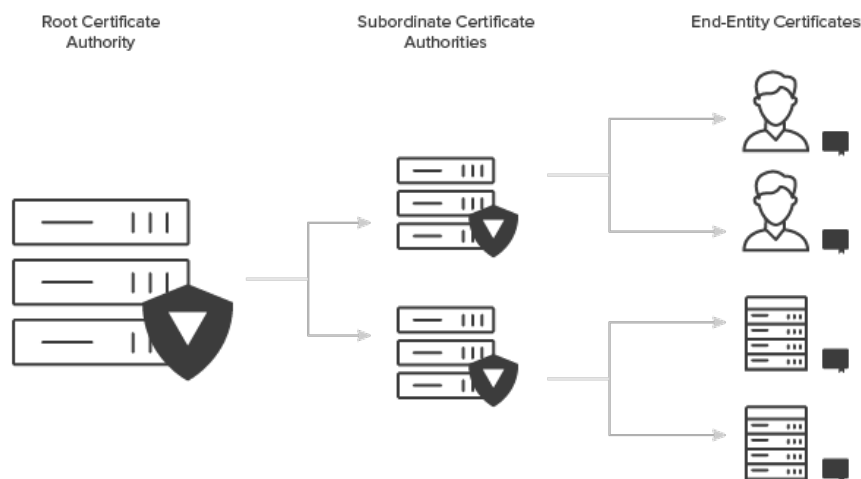 Root Certificate
Authority
Subordinate Certificate
Authorities
End-Entity Certificates